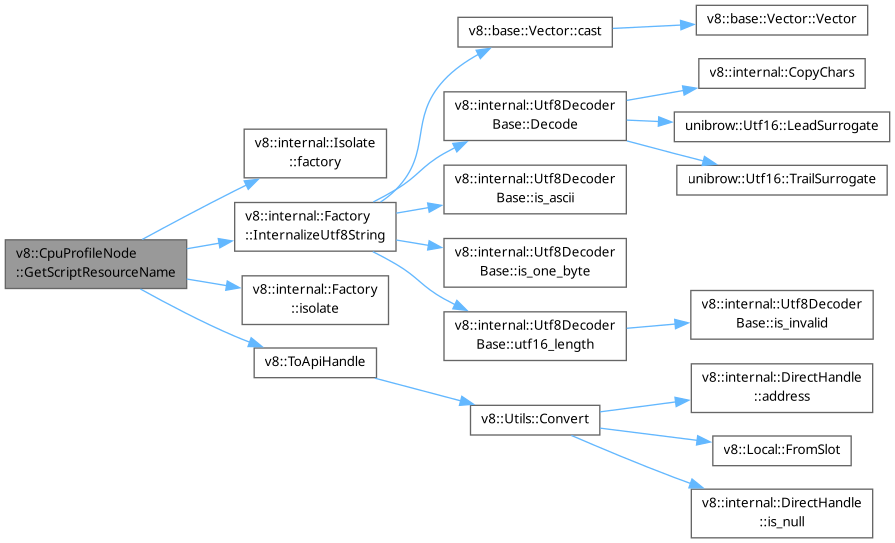 v8::CpuProfileNode
::GetScriptResourceName
v8::internal::Isolate
::factory
v8::internal::Factory
::InternalizeUtf8String
v8::internal::Factory
::isolate
v8::ToApiHandle
v8::base::Vector::cast
v8::internal::Utf8Decoder
Base::Decode
v8::internal::Utf8Decoder
Base::is_ascii
v8::internal::Utf8Decoder
Base::is_one_byte
v8::internal::Utf8Decoder
Base::utf16_length
v8::Utils::Convert
v8::base::Vector::Vector
v8::internal::CopyChars
unibrow::Utf16::LeadSurrogate
unibrow::Utf16::TrailSurrogate
v8::internal::Utf8Decoder
Base::is_invalid
v8::internal::DirectHandle
::address
v8::Local::FromSlot
v8::internal::DirectHandle
::is_null